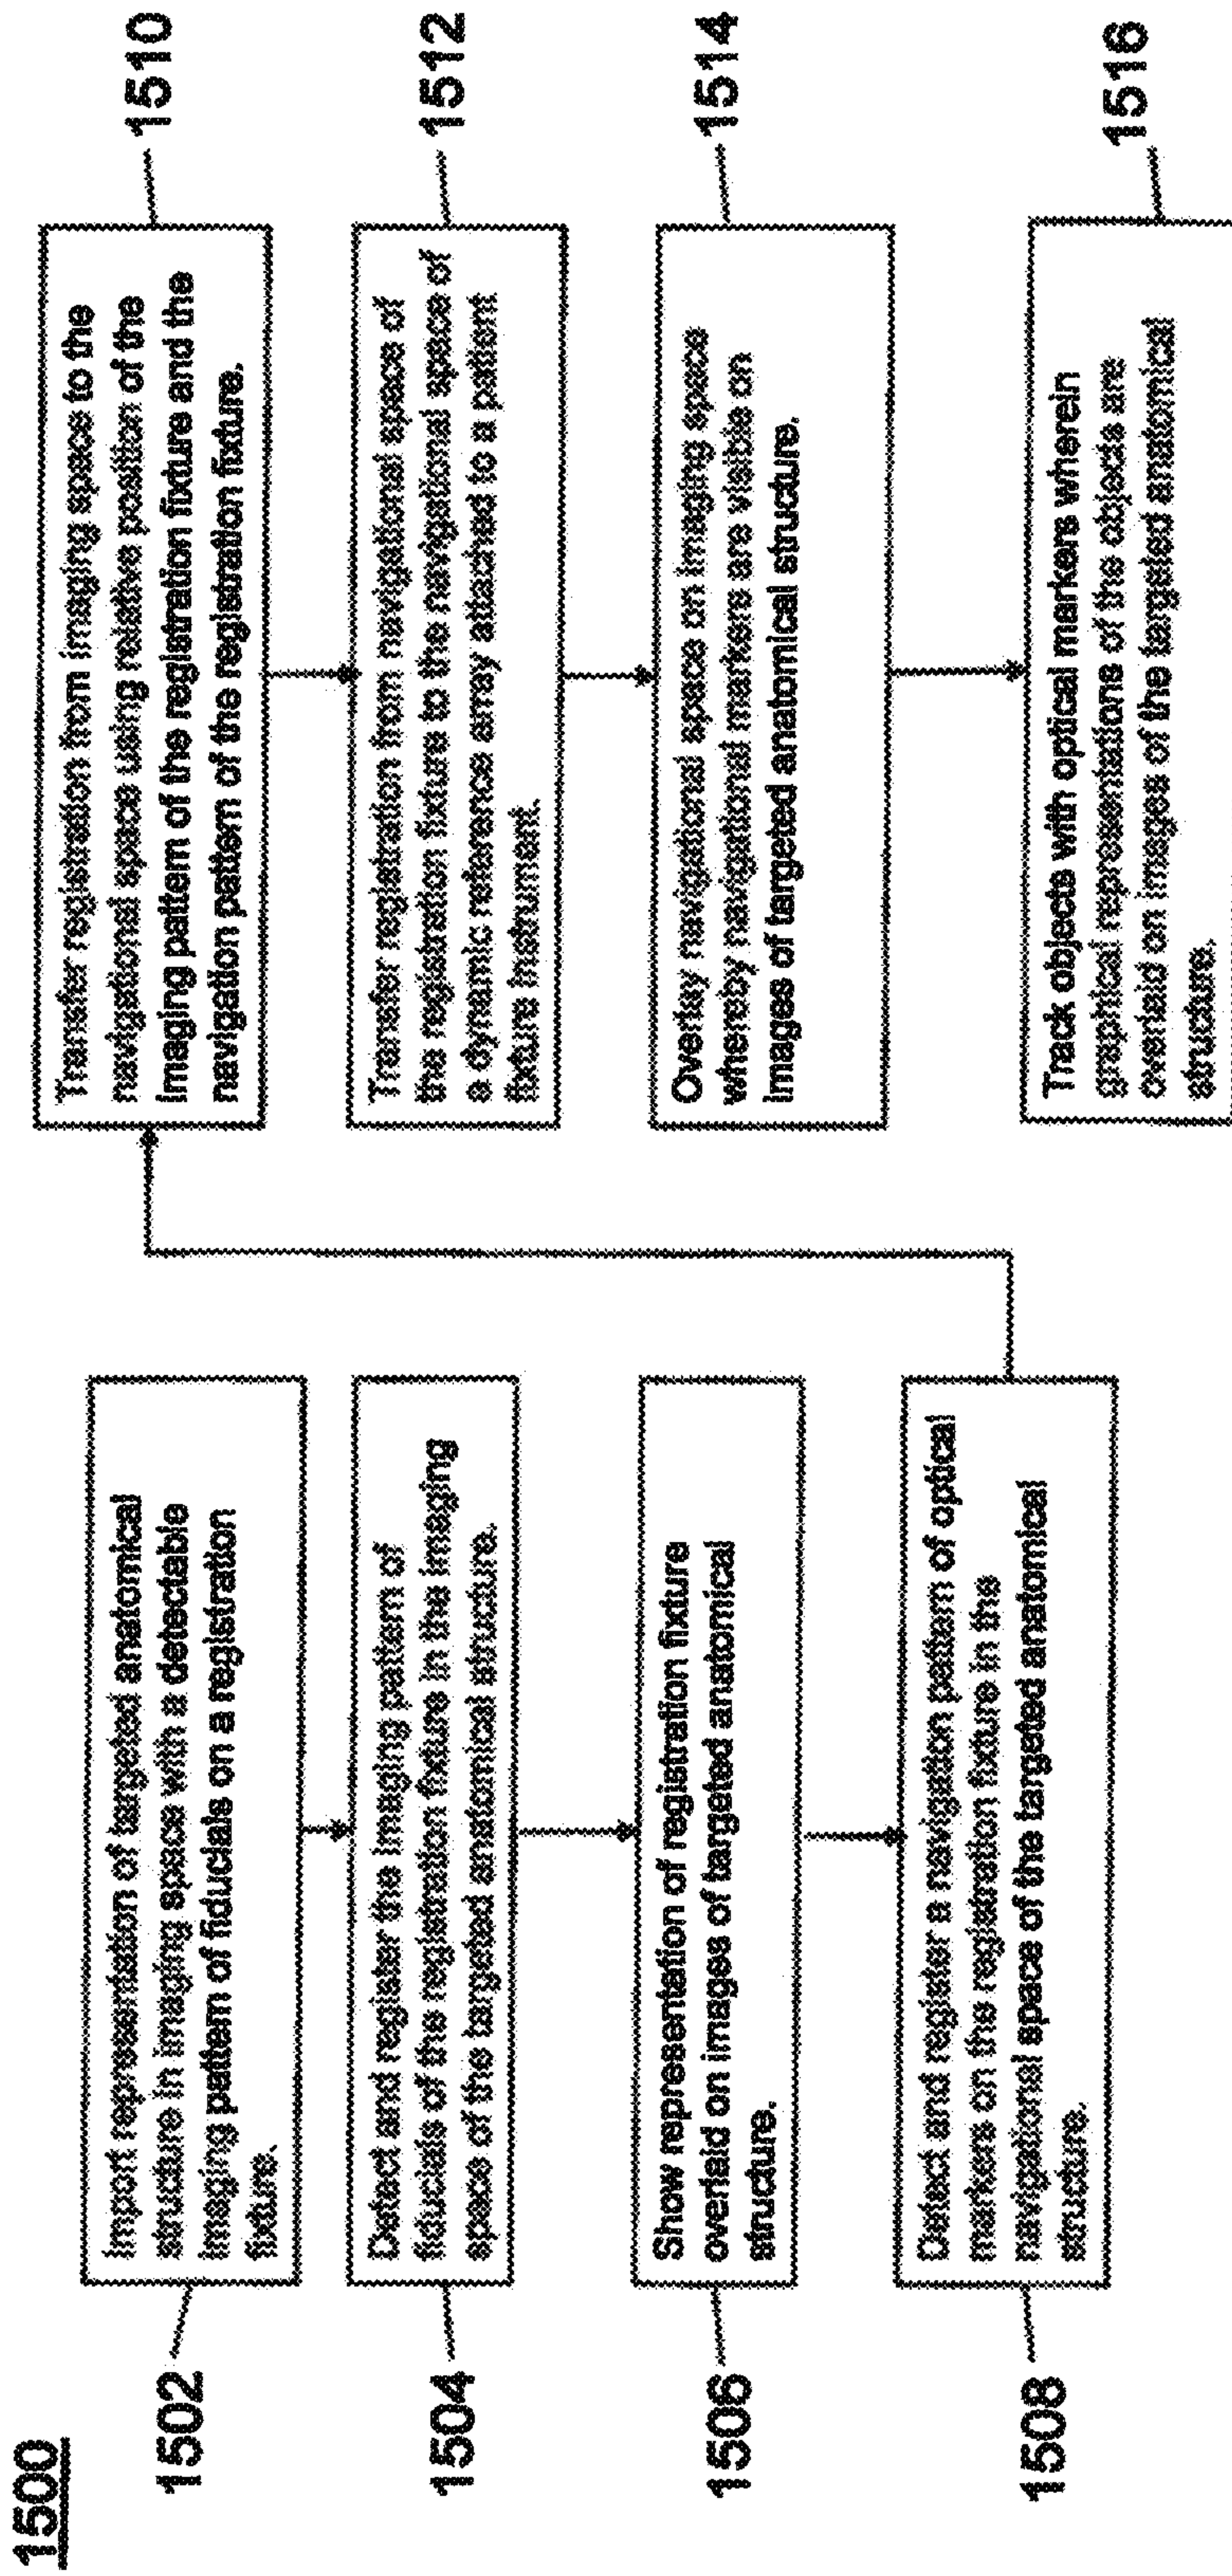 1500
1502
Import representation of targeted anatomical
structure in imaging space with a detectable
imaging pattern of fiducials on a registration
fixture.
1504
Detect and register the imaging pattern of
fiducials of the registration fixture in the imaging
space of the targeted anatomical structure.
1506
Show representation of registration fixture
overlaid on images of targeted anatomical
structure.
1508
Detect and register a navigation pattern of optical
markers on the registration fixture in the
navigational space of the targeted anatomical
structure.
Transfer registration from imaging space to the
navigational space using relative position of the
imaging pattern of the registration fixture and the
navigation pattern of the registration fixture.
1510
Transfer registration from navigational space of
the registration fixture to the navigational space of
a dynamic reference array attached to a patient
fixture instrument.
1512
Overlay navigational space on imaging space
whereby navigational markers are visible on
images of targeted anatomical structure.
1514
Track objects with optical markers wherein
graphical representations of the objects are
overlaid on images of the targeted anatomical
structure.
1516